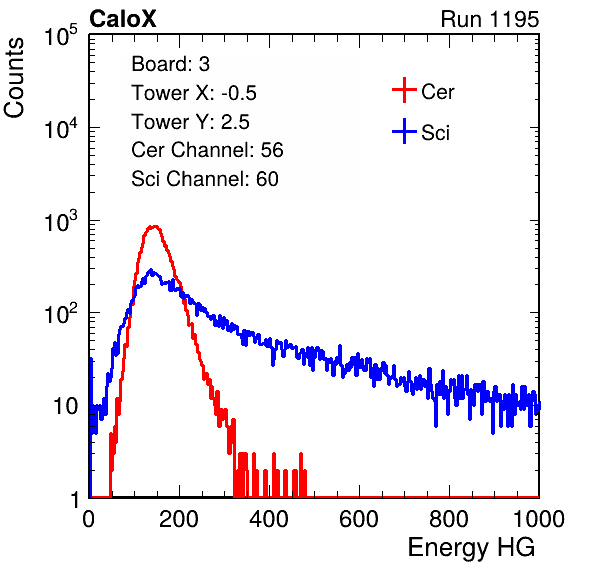 CaloX Run 1195
Counts
Board: 3
Tower X: -0.5
Tower Y: 2.5
Cer Channel: 56
Sci Channel: 60
Cer
Sci
10^5
10^4
10^3
10^2
10
1
0 200 400 600 800 1000
Energy HG